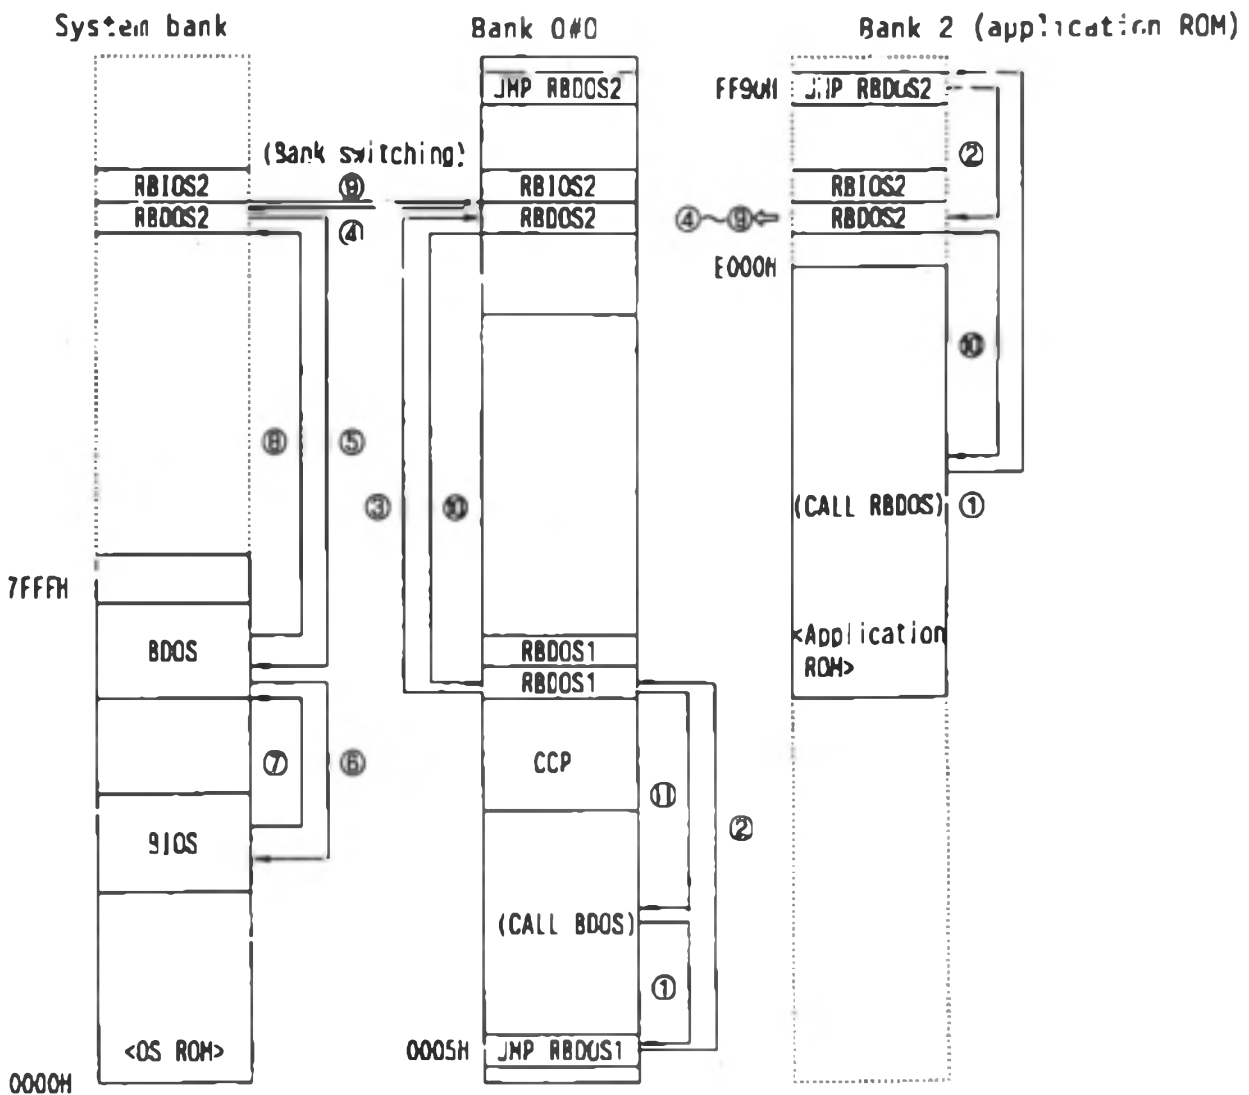 System bank
Bank 0#0
Bank 2 (application ROM)
JMP RBDOS2
FF90H
JMP RBDOS2
(Bank switching)
②
RBIOS2
⑨
RBIOS2
RBIOS2
RBDOS2
④
RBDOS2
④～⑨⇦
RBDOS2
E000H
⑩
⑧
⑤
③
⑩
(CALL RBDOS)
①
7FFFH
BDOS
RBDOS1
<Application
ROM>
RBDOS1
⑦
⑥
CCP
⑪
②
BIOS
(CALL BDOS)
①
<OS ROM>
0005H
JMP RBDOS1
0000H